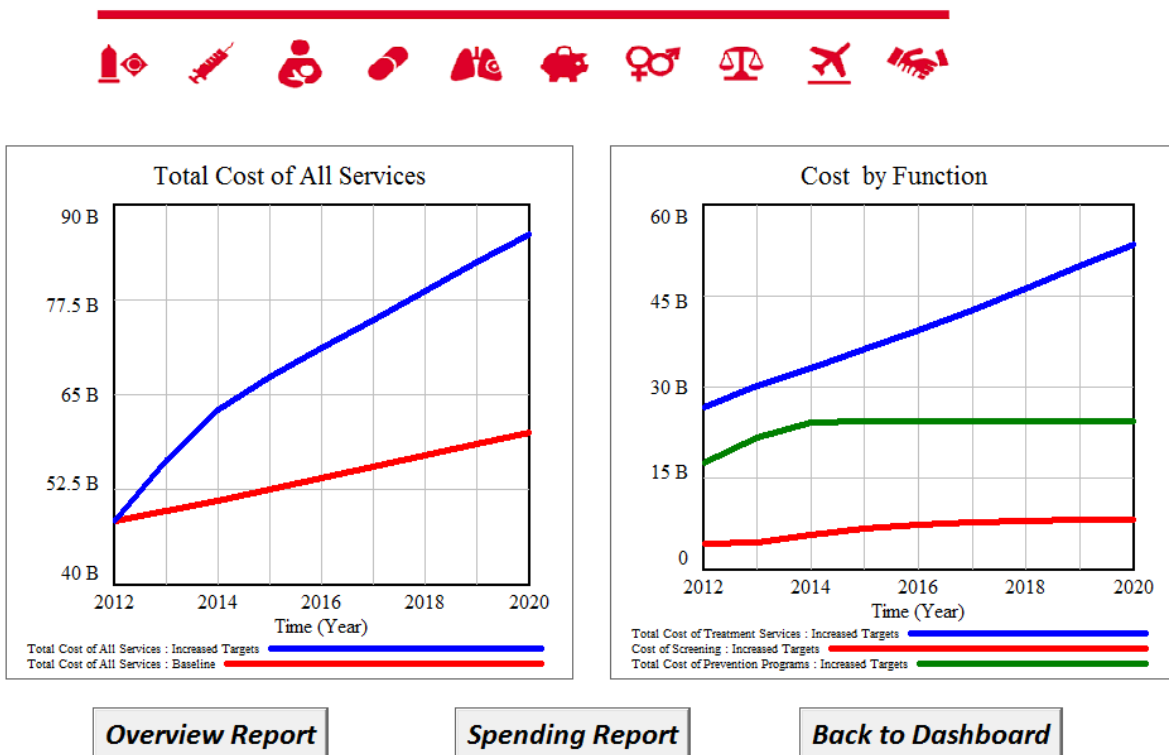 Total Cost of All Services
90 B
77.5 B
65 B
52.5 B
40 B
2012 2014 2016 2018 2020
Time (Year)
Total Cost of All Services : Increased Targets
Total Cost of All Services : Baseline
Cost by Function
60 B
45 B
30 B
15 B
0
2012 2014 2016 2018 2020
Time (Year)
Total Cost of Treatment Services : Increased Targets
Cost of Screening : Increased Targets
Total Cost of Prevention Programs : Increased Targets
Overview Report
Spending Report
Back to Dashboard